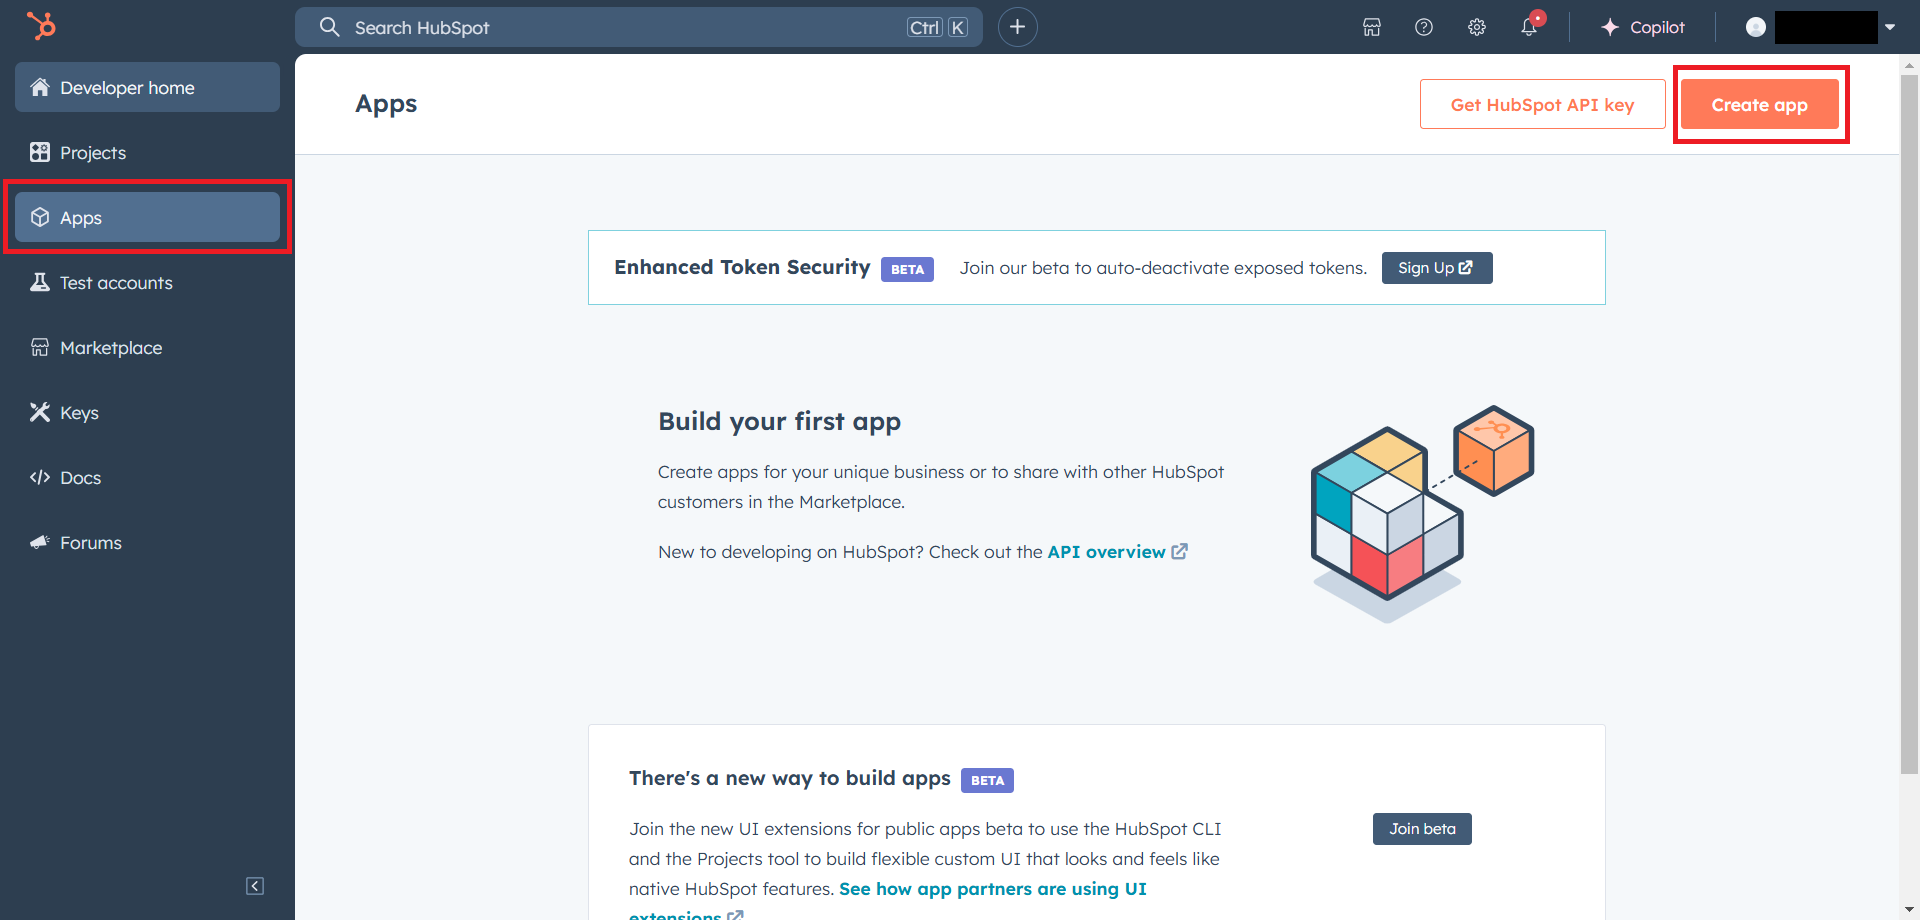 Search HubSpot
Ctrl K
Copilot
Developer home
Projects
Apps
Test accounts
Marketplace
Keys
Docs
Forums
Apps
Get HubSpot API key
Create app
Enhanced Token Security BETA Join our beta to auto-deactivate exposed tokens. Sign Up
Build your first app
Create apps for your unique business or to share with other HubSpot
customers in the Marketplace.
New to developing on HubSpot? Check out the API overview
There's a new way to build apps BETA
Join the new UI extensions for public apps beta to use the HubSpot CLI
and the Projects tool to build flexible custom UI that looks and feels like
native HubSpot features. See how app partners are using UI
extensions
Join beta